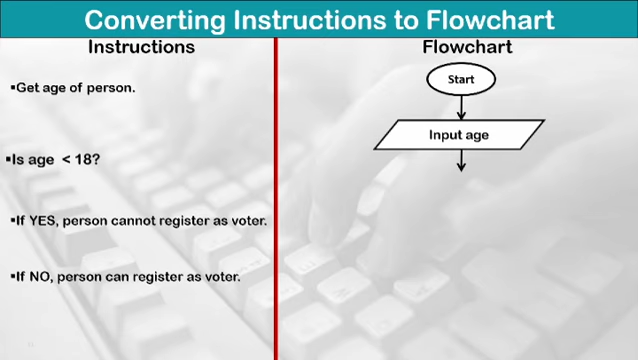 Converting Instructions to Flowchart
Instructions
▪Get age of person.
▪Is age < 18?
▪If YES, person cannot register as voter.
▪If NO, person can register as voter.
Flowchart
Start
Input age